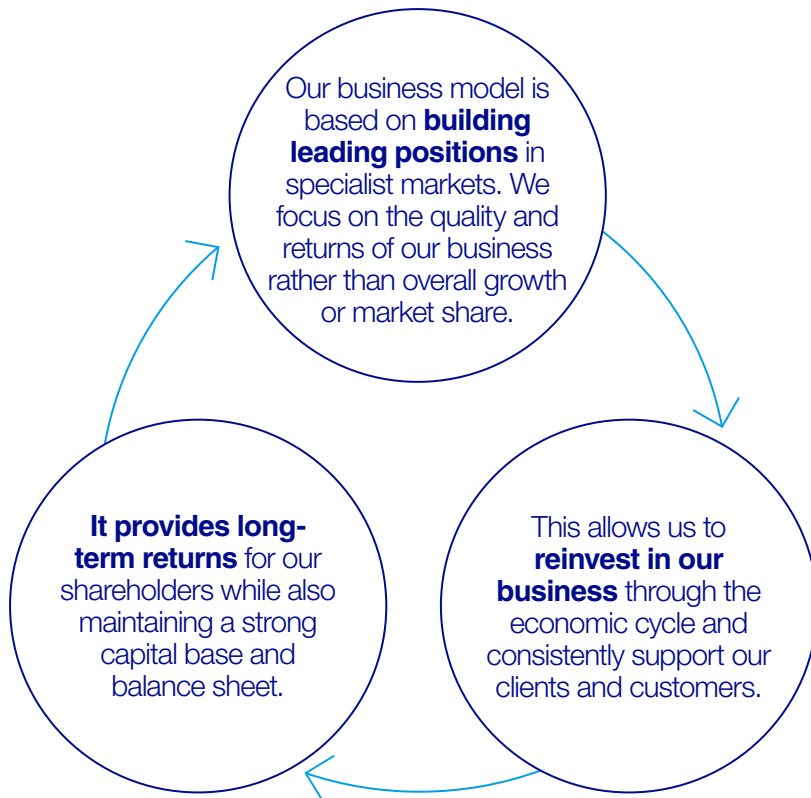 Our business model is
based on building
leading positions in
specialist markets. We
focus on the quality and
returns of our business
rather than overall growth
or market share.
This allows us to
reinvest in our
business through the
economic cycle and
consistently support our
clients and customers.
It provides long-
term returns for our
shareholders while also
maintaining a strong
capital base and
balance sheet.